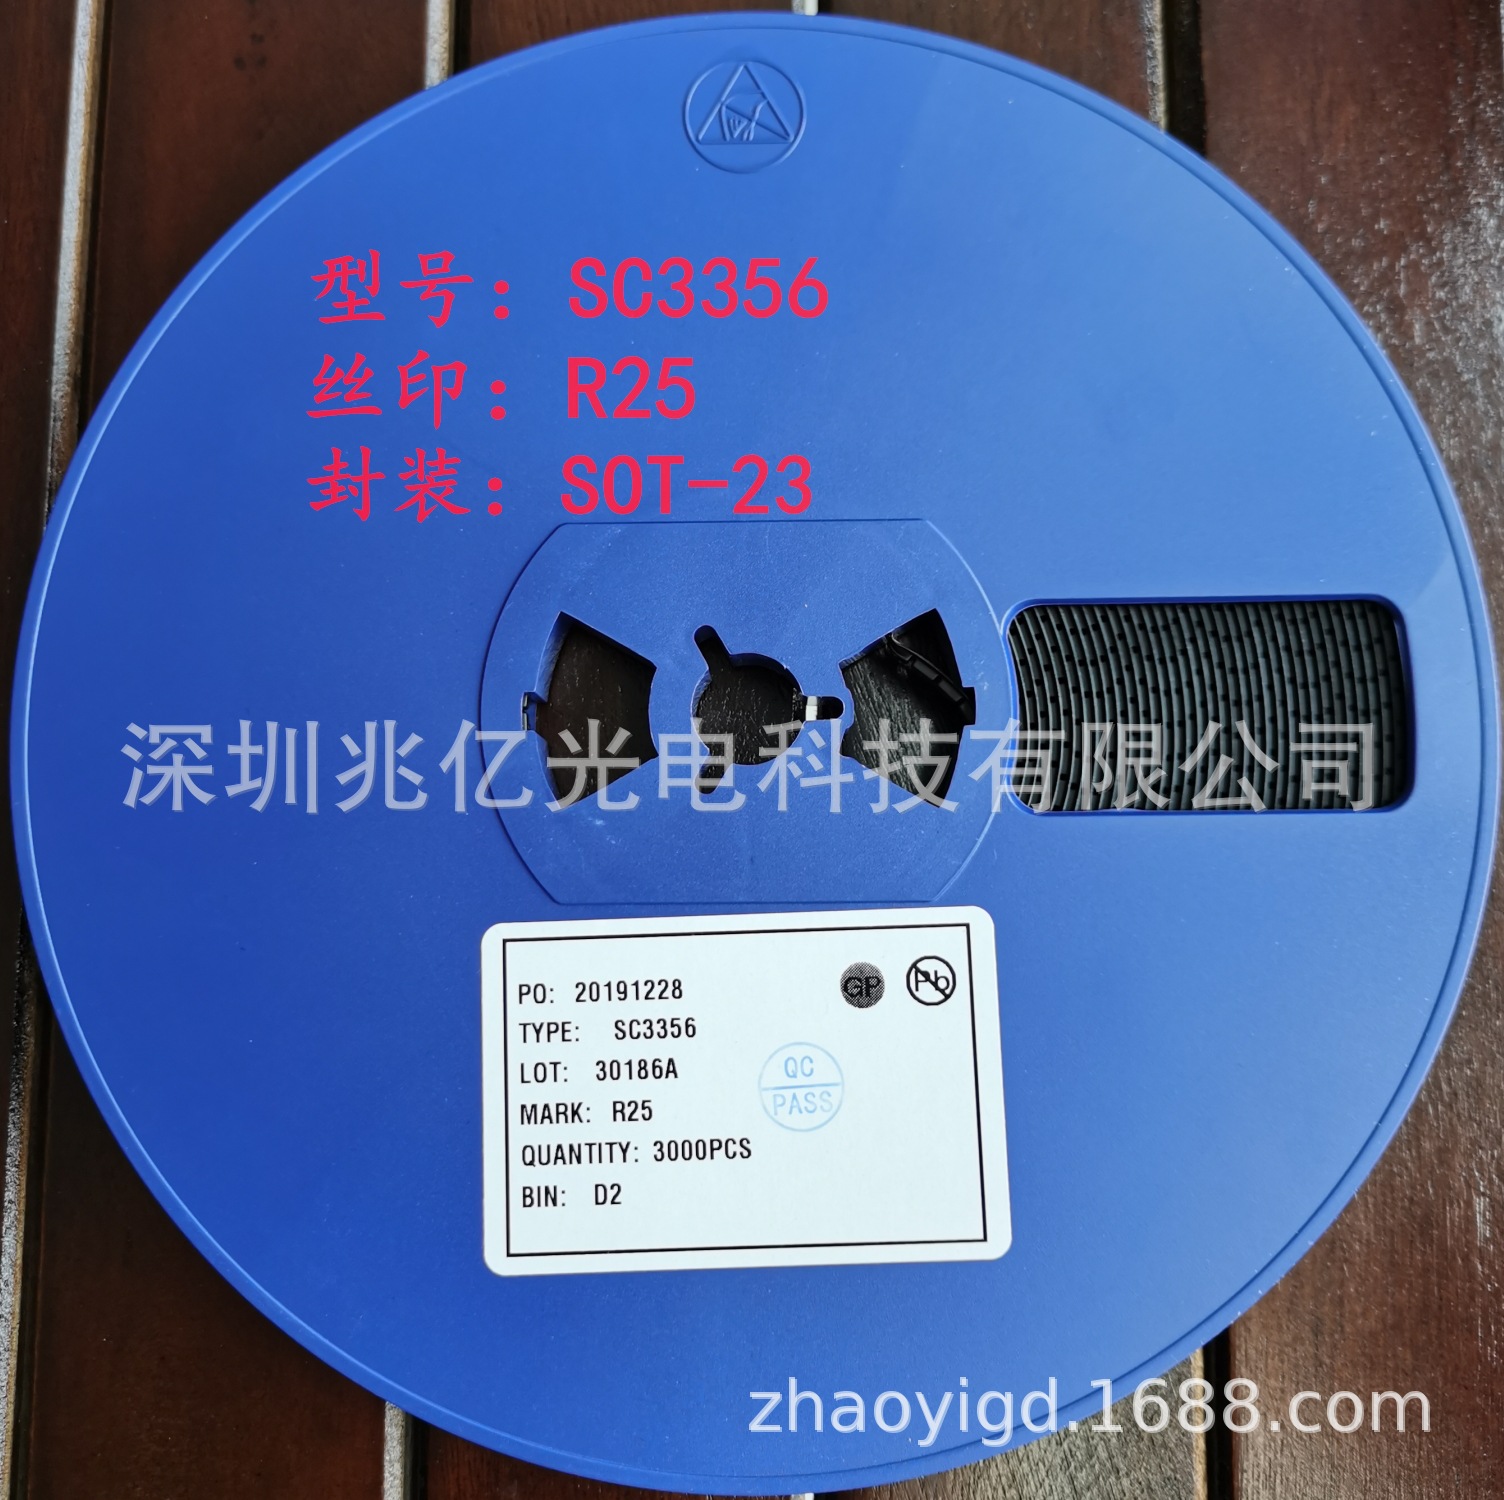 型号：SC3356
丝印：R25
封装：SOT-23
深圳兆亿光电科技有限公司
GP
Pb
PO: 20191228
TYPE: SC3356
LOT: 30186A
MARK: R25
QUANTITY: 3000PCS
BIN: D2
QC
PASS
zhaoyigd.1688.com